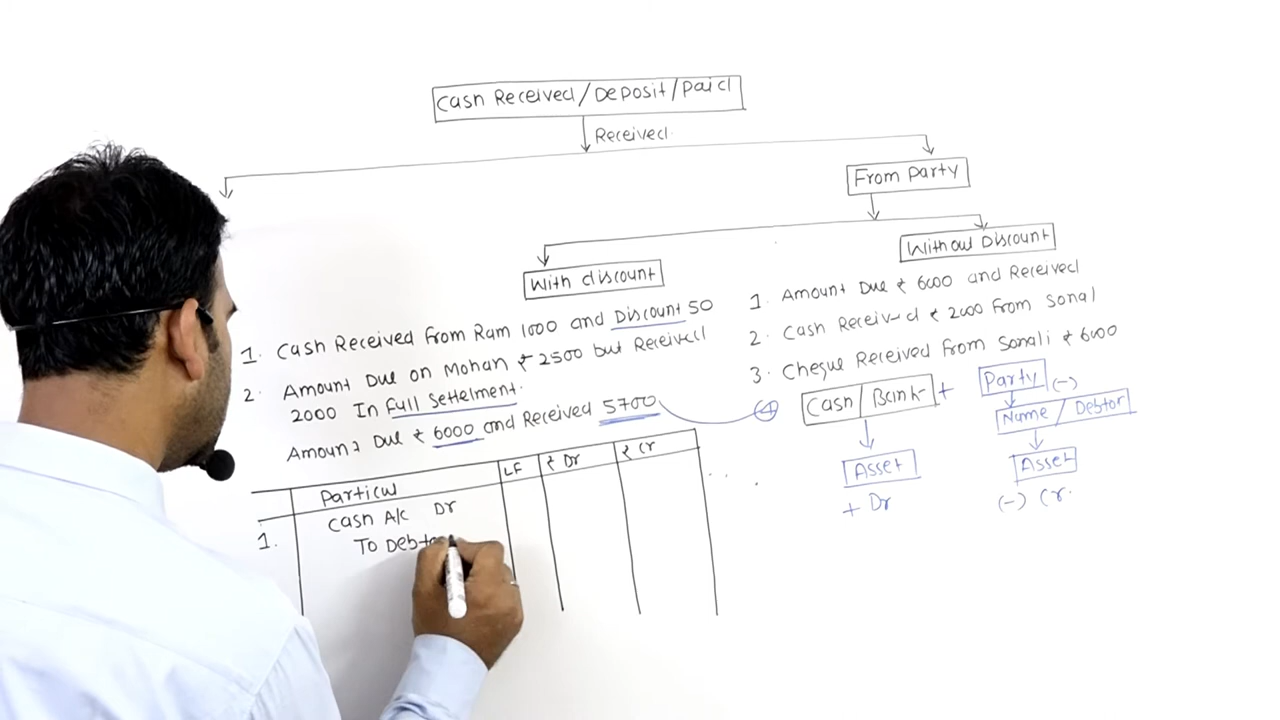 Cash Received/Deposit/Paid
Received
From Party
With discount
Without Discount
1. Cash Received From Ram 1000 and Discount 50
2. Amount Due on Mohan ₹ 2500 but Received
2000 In Full Settelment.
Amount Due ₹ 6000 and Received 5700
1. Amount Due ₹ 6000 and Received
2. Cash Received ₹ 2000 From Sonal
3. Cheque Received From Sonali ₹ 6000
4
Cash/Bank + Party (-)
Name / Debtor
Asset
Asset
+ Dr
(-) Cr.
Particul
LF
₹ Dr
₹ Cr
1.
Cash A/c Dr
To